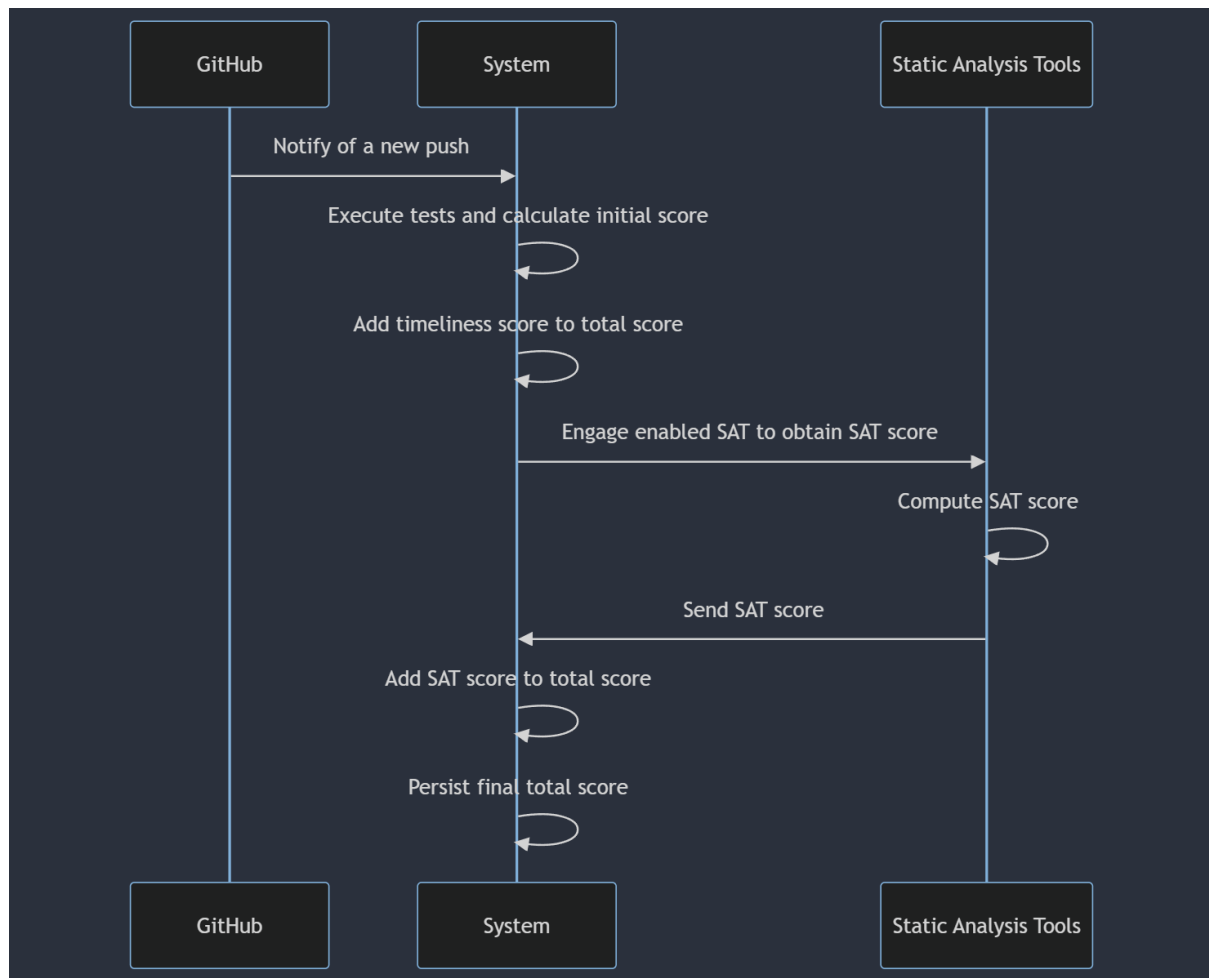 GitHub
System
Static Analysis Tools
Notify of a new push
Execute tests and calculate initial score
Add timeliness score to total score
Engage enabled SAT to obtain SAT score
Compute SAT score
Send SAT score
Add SAT score to total score
Persist final total score
GitHub
System
Static Analysis Tools